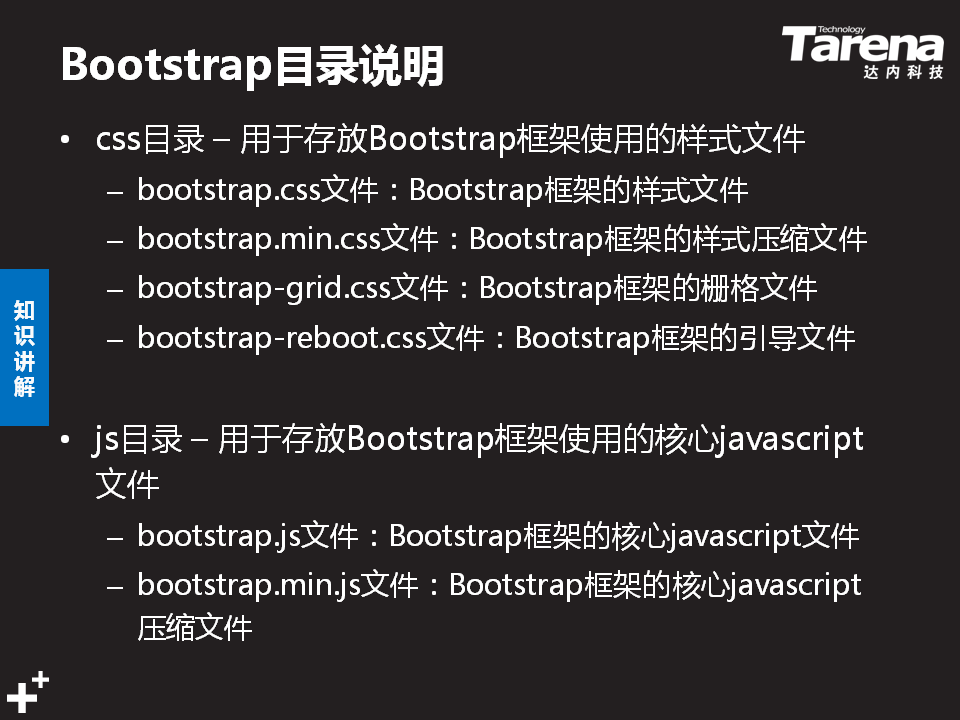 Bootstrap目录说明
Technology
Tarena
达内科技
• css目录 – 用于存放Bootstrap框架使用的样式文件
– bootstrap.css文件：Bootstrap框架的样式文件
– bootstrap.min.css文件：Bootstrap框架的样式压缩文件
– bootstrap-grid.css文件：Bootstrap框架的栅格文件
– bootstrap-reboot.css文件：Bootstrap框架的引导文件
知
识
讲
解
• js目录 – 用于存放Bootstrap框架使用的核心javascript
文件
– bootstrap.js文件：Bootstrap框架的核心javascript文件
– bootstrap.min.js文件：Bootstrap框架的核心javascript
压缩文件